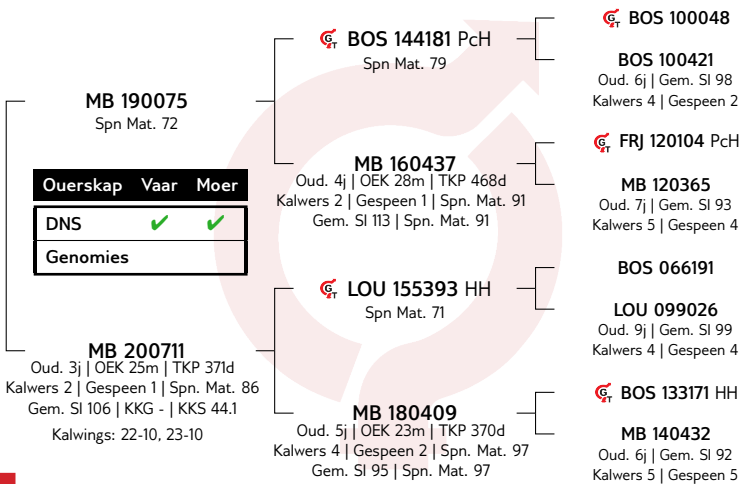 MB 190075
Spn Mat. 72
Ouerskap Vaar Moer
DNS ✔ ✔
Genomies
MB 200711
Oud. 3j | OEK 25m | TKP 371d
Kalwers 2 | Gespeen 1 | Spn. Mat. 86
Gem. SI 106 | KKG - | KKS 44.1
Kalwings: 22-10, 23-10
GT BOS 144181 PcH
Spn Mat. 79
MB 160437
Oud. 4j | OEK 28m | TKP 468d
Kalwers 2 | Gespeen 1 | Spn. Mat. 91
Gem. SI 113 | Spn. Mat. 91
GT LOU 155393 HH
Spn Mat. 71
MB 180409
Oud. 5j | OEK 23m | TKP 370d
Kalwers 4 | Gespeen 2 | Spn. Mat. 97
Gem. SI 95 | Spn. Mat. 97
GT BOS 100048
BOS 100421
Oud. 6j | Gem. SI 98
Kalwers 4 | Gespeen 2
GT FRJ 120104 PcH
MB 120365
Oud. 7j | Gem. SI 93
Kalwers 5 | Gespeen 4
BOS 066191
LOU 099026
Oud. 9j | Gem. SI 99
Kalwers 4 | Gespeen 4
GT BOS 133171 HH
MB 140432
Oud. 6j | Gem. SI 92
Kalwers 5 | Gespeen 5